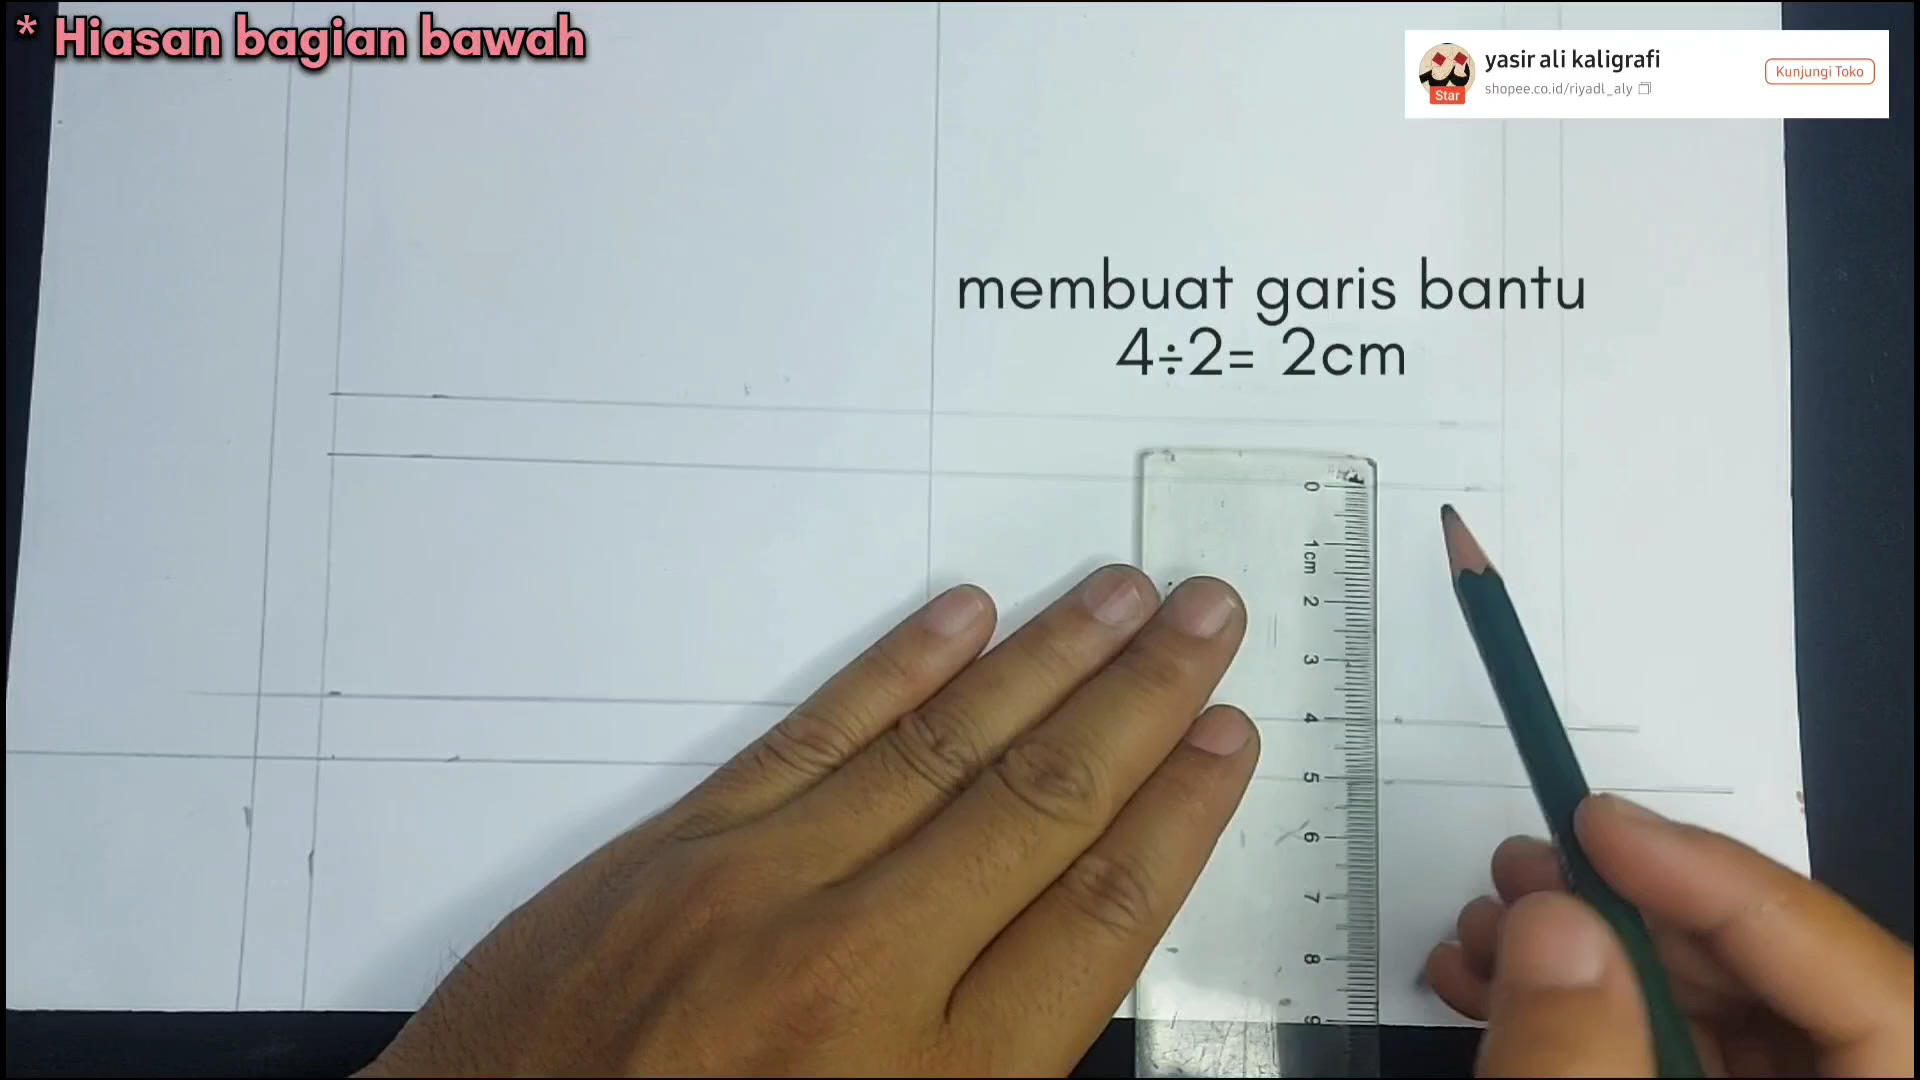 * Hiasan bagian bawah
yasir ali kaligrafi
Star
shopee.co.id/riyadl_aly
Kunjungi Toko
membuat garis bantu
4÷2= 2cm
0
1cm
2
3
4
5
6
7
8
9